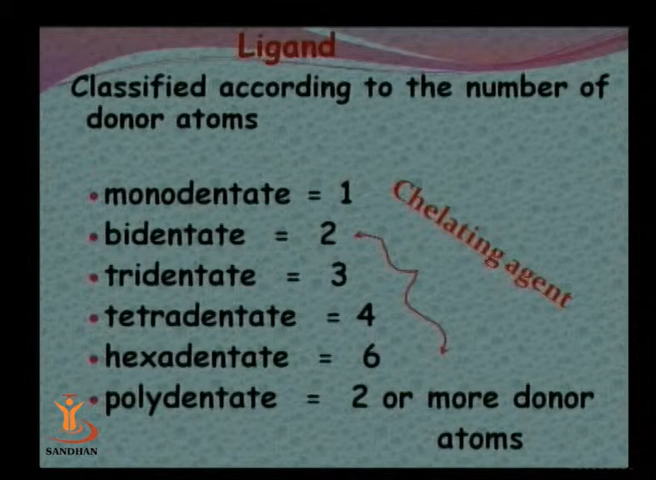 Ligand
Classified according to the number of
donor atoms
•monodentate = 1
•bidentate = 2
•tridentate = 3
•tetradentate = 4
•hexadentate = 6
•polydentate = 2 or more donor
atoms
Chelating agent
SANDHAN